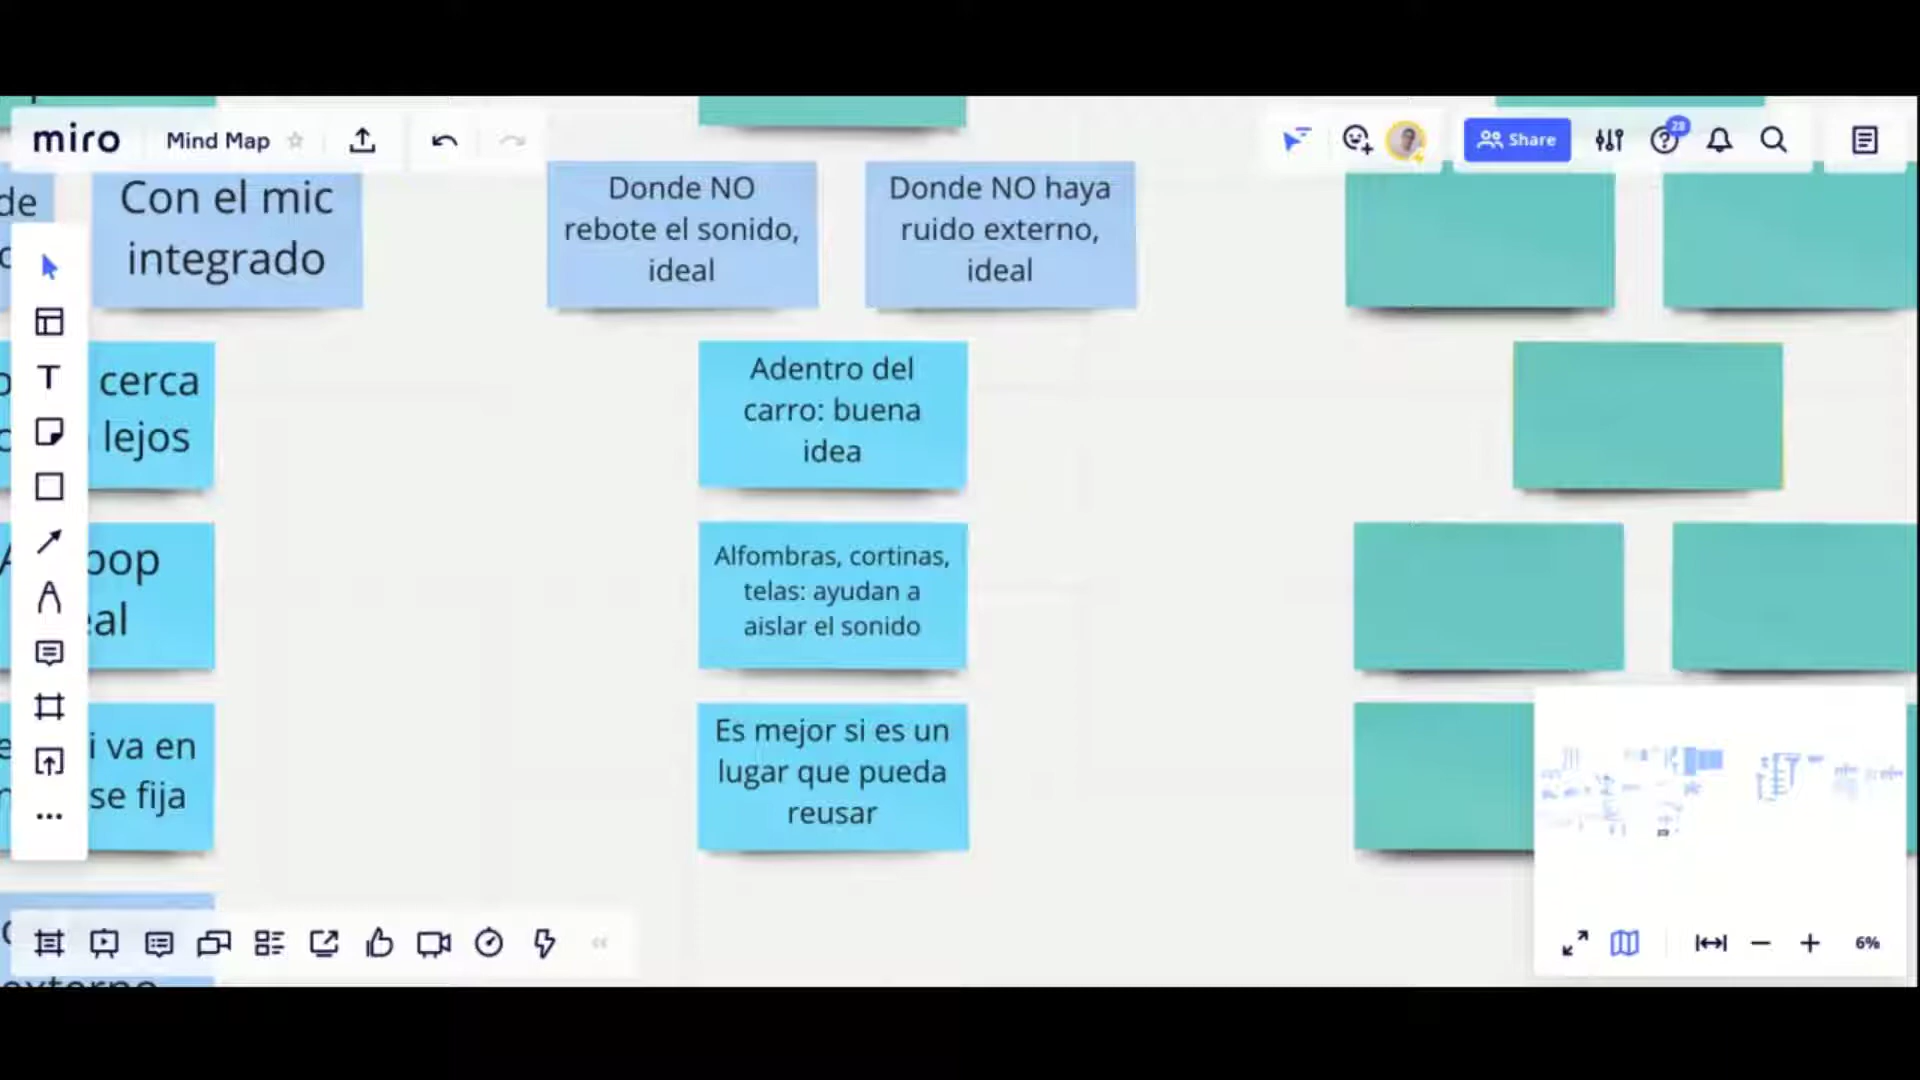 miro
Mind Map
Share
28
de
Con el mic
integrado
Donde NO
rebote el sonido,
ideal
Donde NO haya
ruido externo,
ideal
cerca
lejos
Adentro del
carro: buena
idea
pop
Alfombras, cortinas,
telas: ayudan a
aislar el sonido
va en
se fija
Es mejor si es un
lugar que pueda
reusar
externo
6%